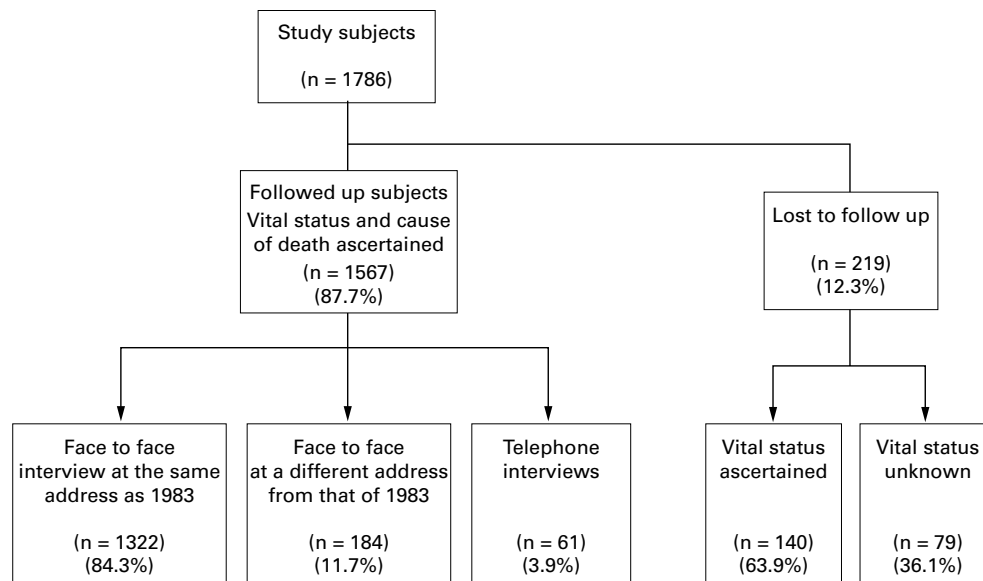 Study subjects
(n = 1786)
Followed up subjects
Vital status and cause
of death ascertained
(n = 1567)
(87.7%)
Lost to follow up
(n = 219)
(12.3%)
Face to face
interview at the same
address as 1983
(n = 1322)
(84.3%)
Face to face
at a different address
from that of 1983
(n = 184)
(11.7%)
Telephone
interviews
(n = 61)
(3.9%)
Vital status
ascertained
(n = 140)
(63.9%)
Vital status
unknown
(n = 79)
(36.1%)